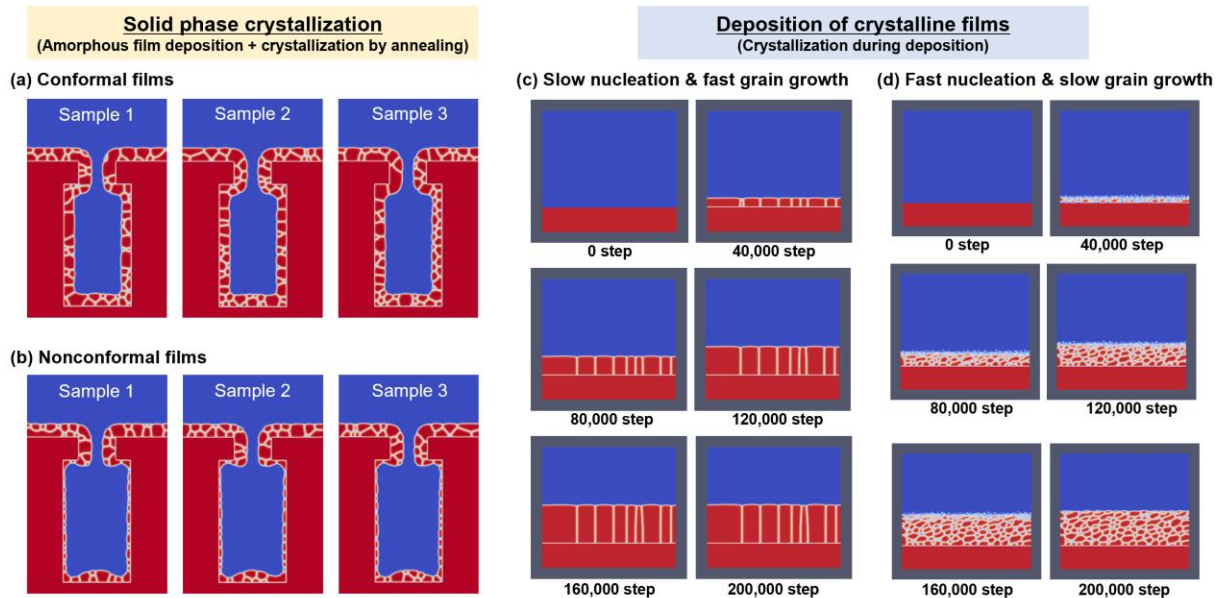 Solid phase crystallization
(Amorphous film deposition + crystallization by annealing)
(a) Conformal films
Sample 1
Sample 2
Sample 3
(b) Nonconformal films
Sample 1
Sample 2
Sample 3
Deposition of crystalline films
(Crystallization during deposition)
(c) Slow nucleation & fast grain growth
0 step
40,000 step
80,000 step
120,000 step
160,000 step
200,000 step
(d) Fast nucleation & slow grain growth
0 step
40,000 step
80,000 step
120,000 step
160,000 step
200,000 step